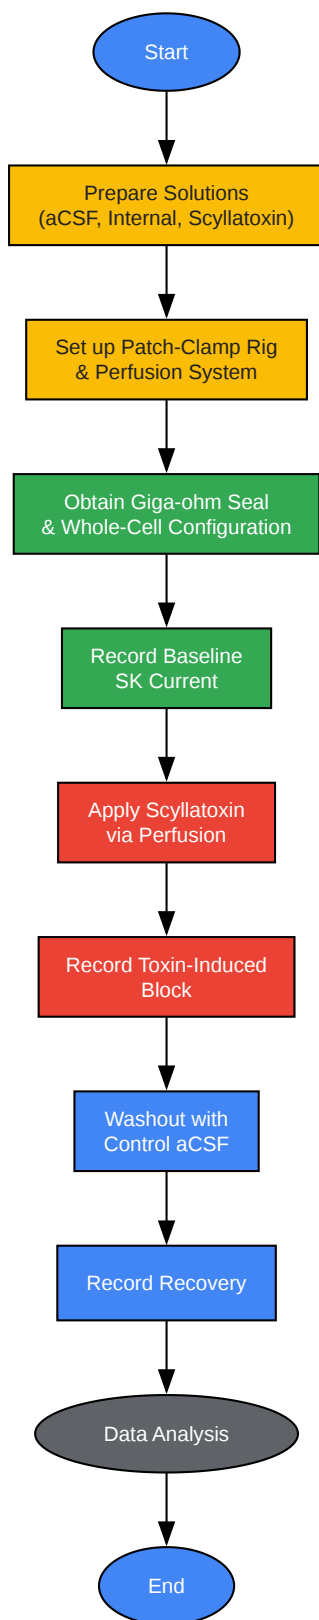 Start
Prepare Solutions
(aCSF, Internal, Scyllatoxin)
Set up Patch-Clamp Rig
& Perfusion System
Obtain Giga-ohm Seal
& Whole-Cell Configuration
Record Baseline
SK Current
Apply Scyllatoxin
via Perfusion
Record Toxin-Induced
Block
Washout with
Control aCSF
Record Recovery
Data Analysis
End